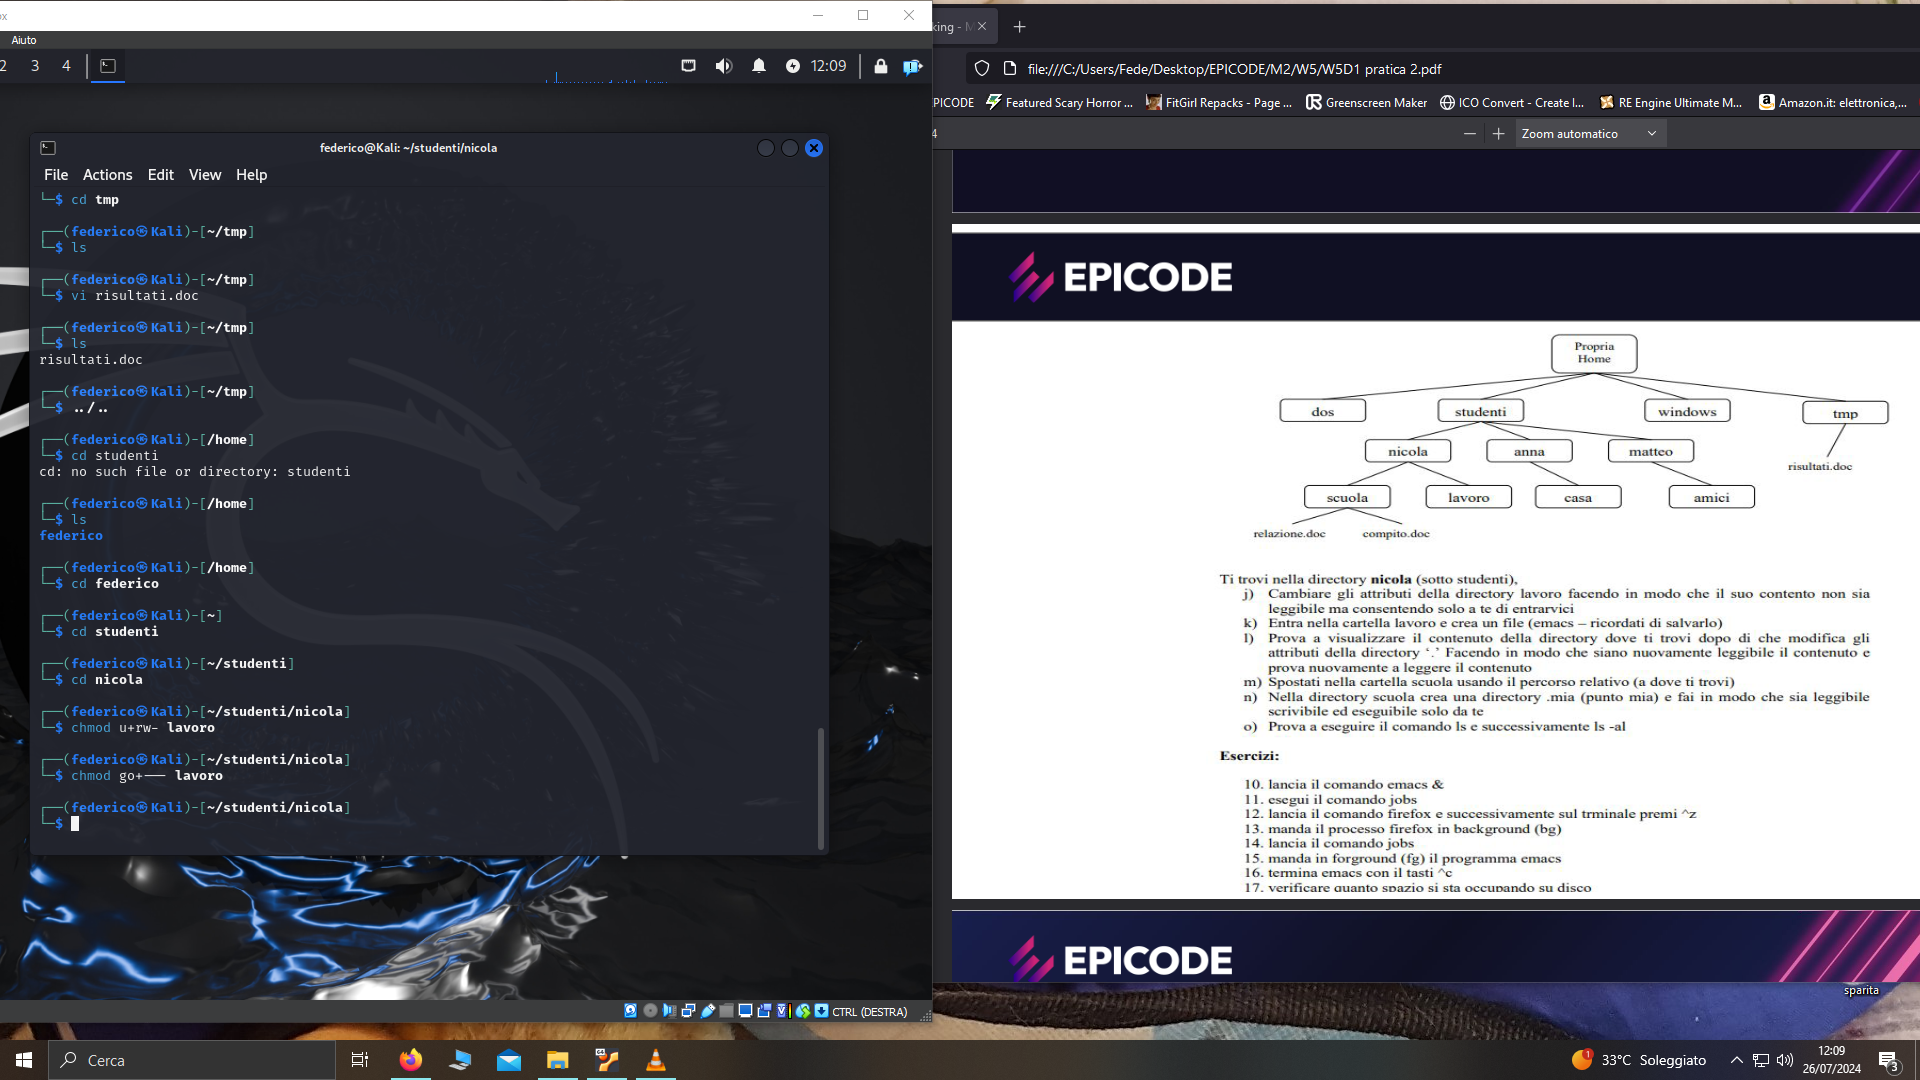 Aiuto
2 3 4
12:09
federico@Kali: ~/studenti/nicola
File Actions Edit View Help
└─$ cd tmp
┌──(federico㉿Kali)-[~/tmp]
└─$ ls
┌──(federico㉿Kali)-[~/tmp]
└─$ vi risultati.doc
┌──(federico㉿Kali)-[~/tmp]
└─$ ls
risultati.doc
┌──(federico㉿Kali)-[~/tmp]
└─$ ../..
┌──(federico㉿Kali)-[/home]
└─$ cd studenti
cd: no such file or directory: studenti
┌──(federico㉿Kali)-[/home]
└─$ ls
federico
┌──(federico㉿Kali)-[/home]
└─$ cd federico
┌──(federico㉿Kali)-[~]
└─$ cd studenti
┌──(federico㉿Kali)-[~/studenti]
└─$ cd nicola
┌──(federico㉿Kali)-[~/studenti/nicola]
└─$ chmod u+rw- lavoro
┌──(federico㉿Kali)-[~/studenti/nicola]
└─$ chmod go+--- lavoro
┌──(federico㉿Kali)-[~/studenti/nicola]
└─$
CTRL (DESTRA)
king - M
file:///C:/Users/Fede/Desktop/EPICODE/M2/W5/W5D1 pratica 2.pdf
PICODE Featured Scary Horror ... FitGirl Repacks - Page ... Greenscreen Maker ICO Convert - Create I... RE Engine Ultimate M... Amazon.it: elettronica,...
4 Zoom automatico
EPICODE
Propria
Home
dos studenti windows tmp
nicola anna matteo
risultati.doc
scuola lavoro casa amici
relazione.doc compito.doc
Ti trovi nella directory nicola (sotto studenti),
j) Cambiare gli attributi della directory lavoro facendo in modo che il suo contento non sia
leggibile ma consentendo solo a te di entrarvici
k) Entra nella cartella lavoro e crea un file (emacs – ricordati di salvarlo)
l) Prova a visualizzare il contenuto della directory dove ti trovi dopo di che modifica gli
attributi della directory ‘.’ Facendo in modo che siano nuovamente leggibile il contenuto e
prova nuovamente a leggere il contenuto
m) Spostati nella cartella scuola usando il percorso relativo (a dove ti trovi)
n) Nella directory scuola crea una directory .mia (punto mia) e fai in modo che sia leggibile
scrivibile ed eseguibile solo da te
o) Prova a eseguire il comando ls e successivamente ls -al
Esercizi:
10. lancia il comando emacs &
11. esegui il comando jobs
12. lancia il comando firefox e successivamente sul trminale premi ^z
13. manda il processo firefox in background (bg)
14. lancia il comando jobs
15. manda in forground (fg) il programma emacs
16. termina emacs con il tasti ^c
17. verificare quanto spazio si sta occupando su disco
EPICODE
sparita
Cerca
1 33°C Soleggiato
12:09
26/07/2024
3